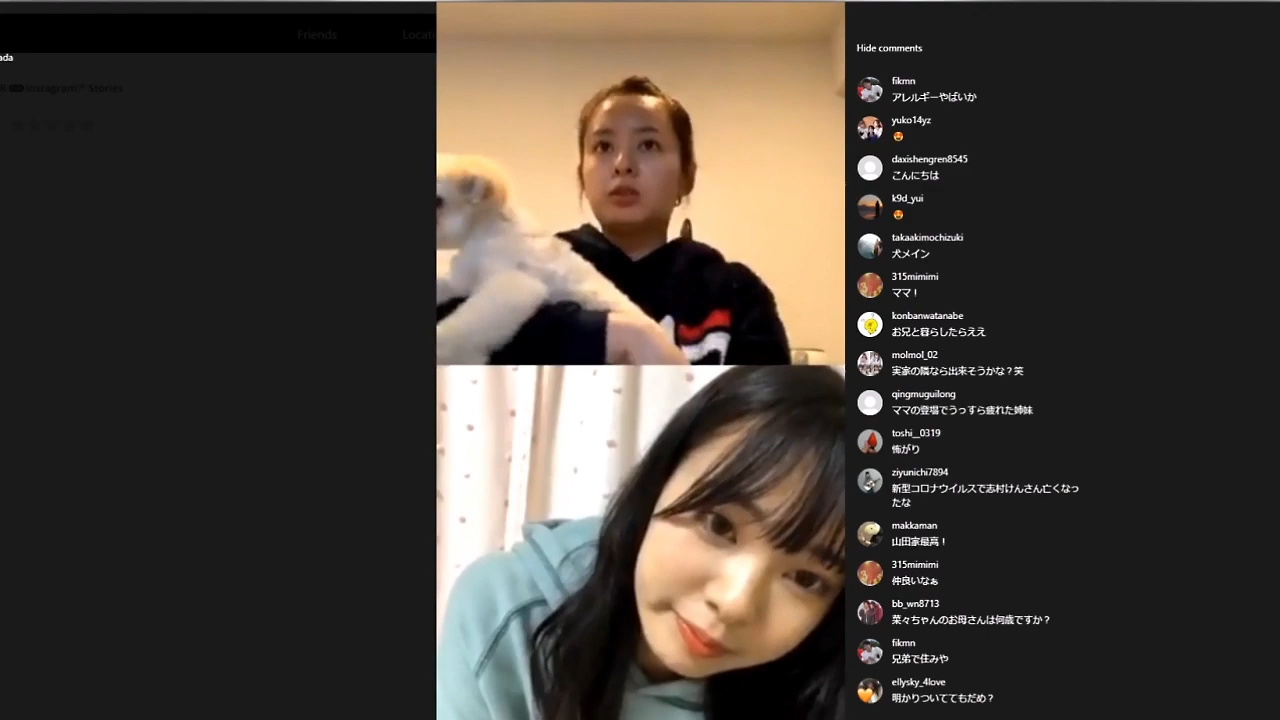 Friends
Locati
ada
Instagram™ Stories
Hide comments
fikmn
アレルギーやばいか
yuko14yz
daxishengren8545
こんにちは
k9d_yui
takaakimochizuki
犬メイン
315mimimi
ママ！
konbanwatanabe
お兄と暮らしたらええ
molmol_02
実家の隣なら出来そうかな？笑
qingmuguilong
ママの登場でうっすら疲れた姉妹
toshi__0319
怖がり
ziyunichi7894
新型コロナウイルスで志村けんさん亡くなっ
たな
makkaman
山田家最高！
315mimimi
仲良いなぁ
bb_wn8713
菜々ちゃんのお母さんは何歳ですか？
fikmn
兄弟で住みや
ellysky_4love
明かりついててもだめ？